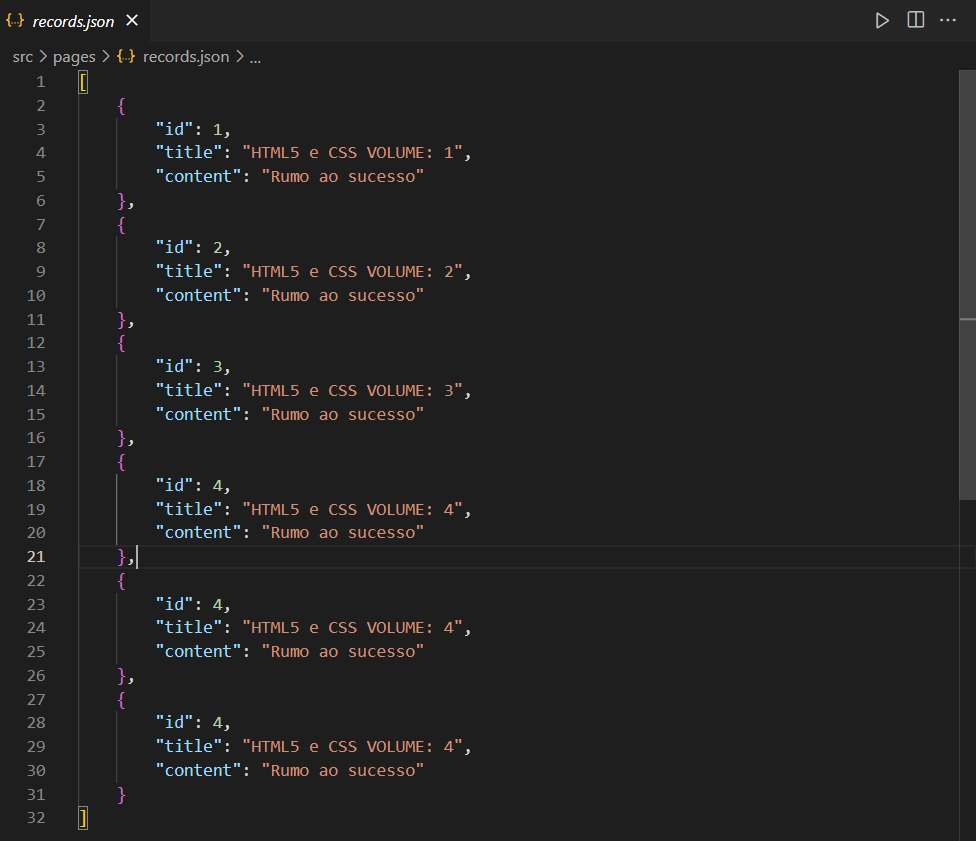 {..} records.json ×
src > pages > {..} records.json > ...
1 [
2 {
3 "id": 1,
4 "title": "HTML5 e CSS VOLUME: 1",
5 "content": "Rumo ao sucesso"
6 },
7 {
8 "id": 2,
9 "title": "HTML5 e CSS VOLUME: 2",
10 "content": "Rumo ao sucesso"
11 },
12 {
13 "id": 3,
14 "title": "HTML5 e CSS VOLUME: 3",
15 "content": "Rumo ao sucesso"
16 },
17 {
18 "id": 4,
19 "title": "HTML5 e CSS VOLUME: 4",
20 "content": "Rumo ao sucesso"
21 },
22 {
23 "id": 4,
24 "title": "HTML5 e CSS VOLUME: 4",
25 "content": "Rumo ao sucesso"
26 },
27 {
28 "id": 4,
29 "title": "HTML5 e CSS VOLUME: 4",
30 "content": "Rumo ao sucesso"
31 }
32 ]